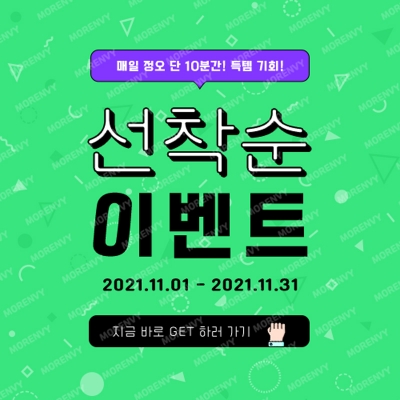 매일 정오 단 10분간! 득템 기회!
선착순
이벤트
2021.11.01 - 2021.11.31
지금 바로 GET 하러 가기
MORENVY